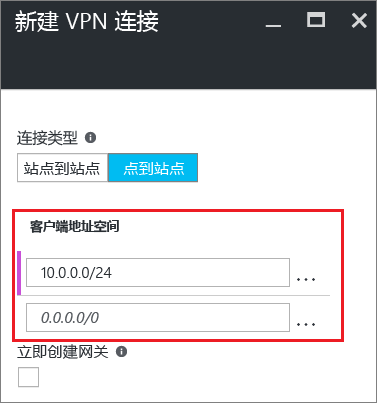 新建 VPN 连接
连接类型
站点到站点 点到站点
客户端地址空间
10.0.0.0/24 ...
0.0.0.0/0 ...
立即创建网关